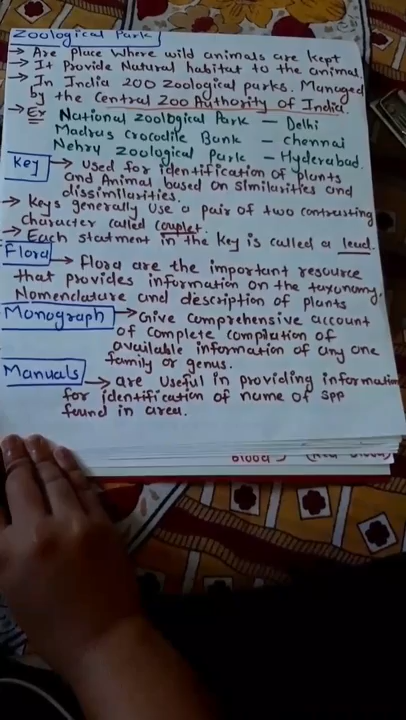 Zoological Park
→ Are Place Where wild animals are kept
→ It Provide Natural habitat to the animal.
→ In India 200 zoological parks. Managed
by the Central Zoo Authority of India.
→ Ex National zoological Park – Delhi
Madras Crocodile Bank – Chennai
Nehru Zoological Park – Hyderabad.
Key → Used for identification of plants
and Animal based on similarities and
dissimilarities.
→ Keys generally Use a pair of two contrasting
character called couplet.
→ Each statment in the Key is called a lead.
Flora → Flora are the important resource
that provides information on the taxonomy,
Nomenclature and description of plants
Monograph → Give comprehensive account
of complete compilation of
available information of any one
family or genus.
Manuals → are useful in providing information
for identification of name of spp
found in area.